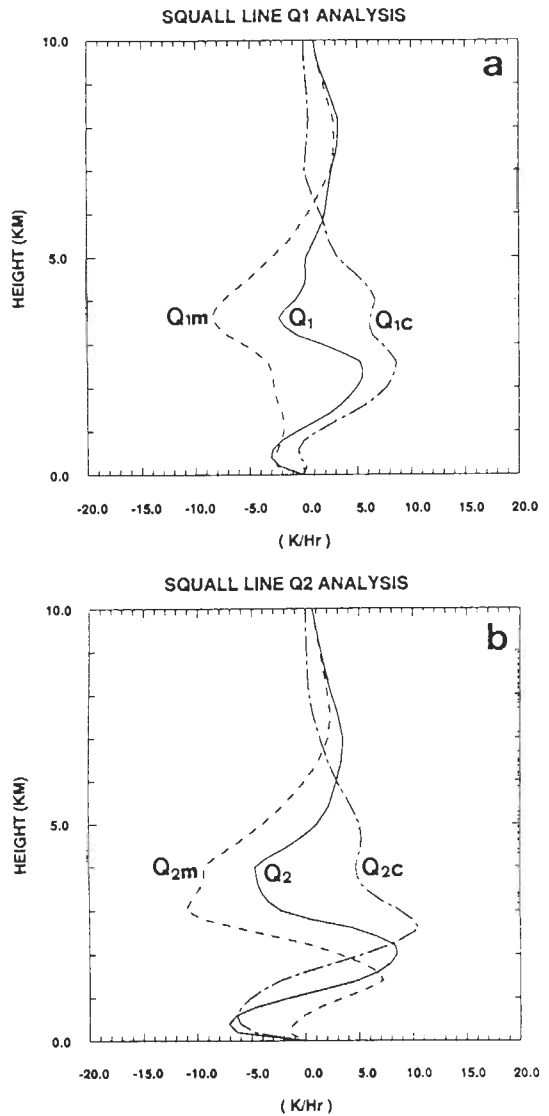 SQUALL LINE Q1 ANALYSIS
a
10.0
5.0
0.0
HEIGHT (KM)
Q1m
Q1
Q1c
-20.0 -15.0 -10.0 -5.0 0.0 5.0 10.0 15.0 20.0
( K/Hr )
SQUALL LINE Q2 ANALYSIS
b
10.0
5.0
0.0
HEIGHT (KM)
Q2m
Q2
Q2c
-20.0 -15.0 -10.0 -5.0 0.0 5.0 10.0 15.0 20.0
( K/Hr )